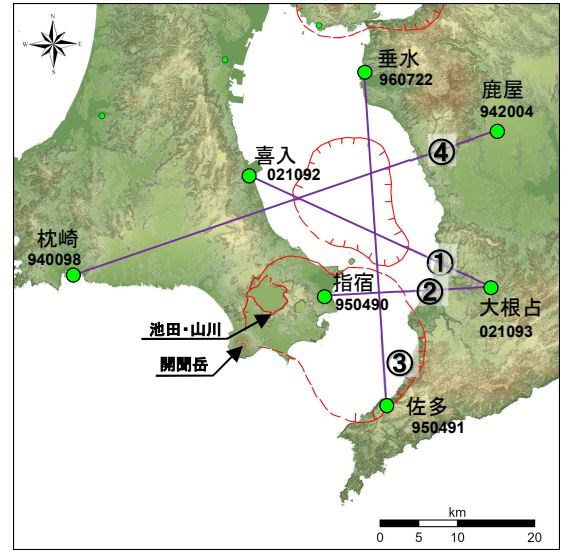 N
W
E
S
垂水
960722
鹿屋
942004
④
喜入
021092
枕崎
940098
①
指宿
950490
②
大根占
021093
池田・山川
開聞岳
③
佐多
950491
km
0 5 10 20